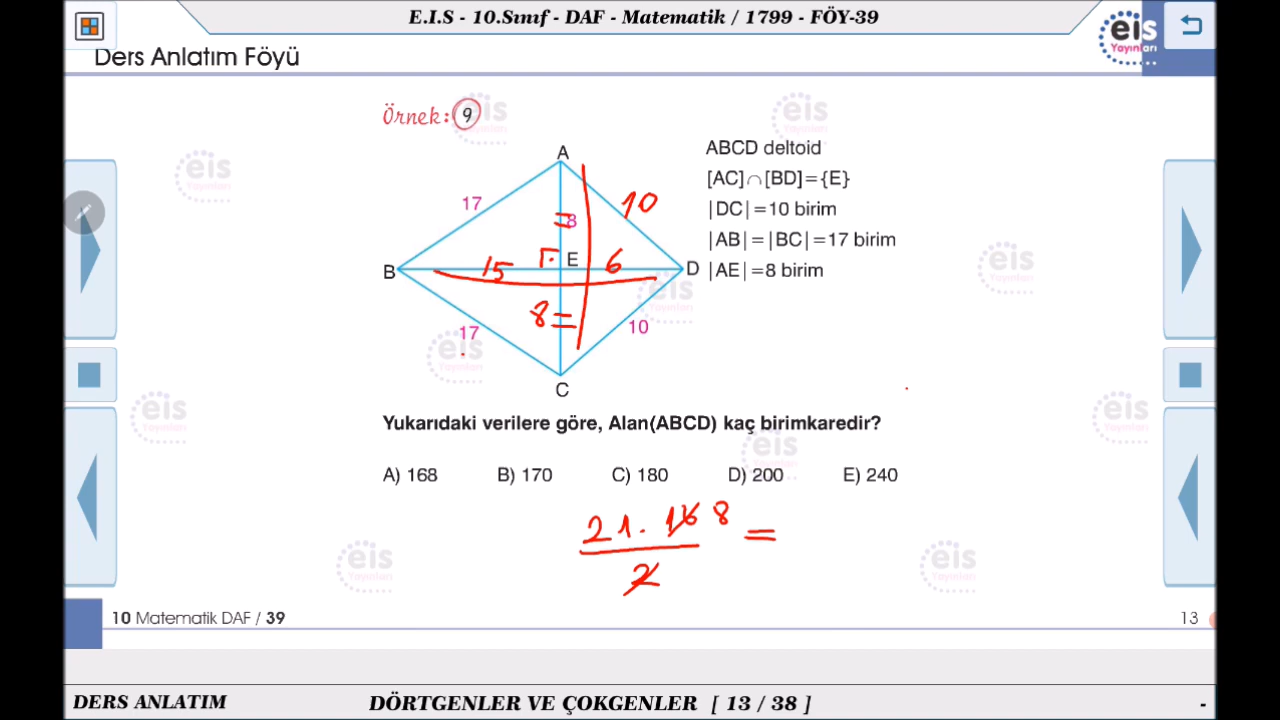 E.I.S - 10.Sınıf - DAF - Matematik / 1799 - FÖY-39
eis
Yayınları
Ders Anlatım Föyü
Örnek: 9
ABCD deltoid
[AC]∩[BD]={E}
|DC|=10 birim
|AB|=|BC|=17 birim
|AE|=8 birim
A
17
10
8
B
15
E
6
D
8
17
10
C
Yukarıdaki verilere göre, Alan(ABCD) kaç birimkaredir?
A) 168 B) 170 C) 180 D) 200 E) 240
21. 16 8 =
2
10 Matematik DAF / 39
13
DERS ANLATIM DÖRTGENLER VE ÇOKGENLER [ 13 / 38 ] -